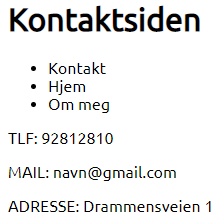 Kontaktsiden
Kontakt
Hjem
Om meg
TLF: 92812810
MAIL: navn@gmail.com
ADRESSE: Drammensveien 1